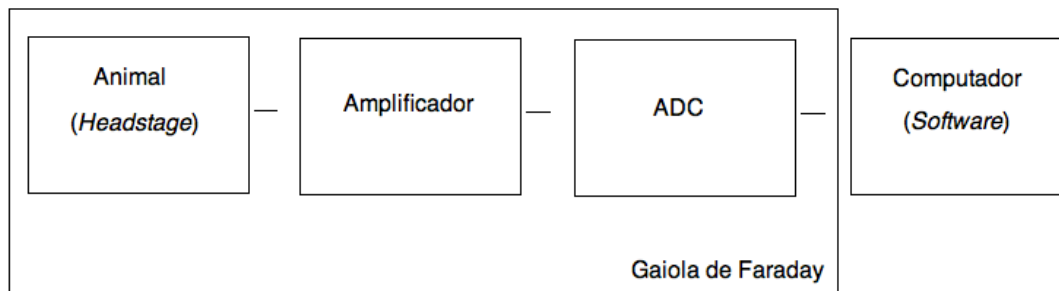 Animal
(Headstage)
Amplificador
ADC
Computador
(Software)
Gaiola de Faraday